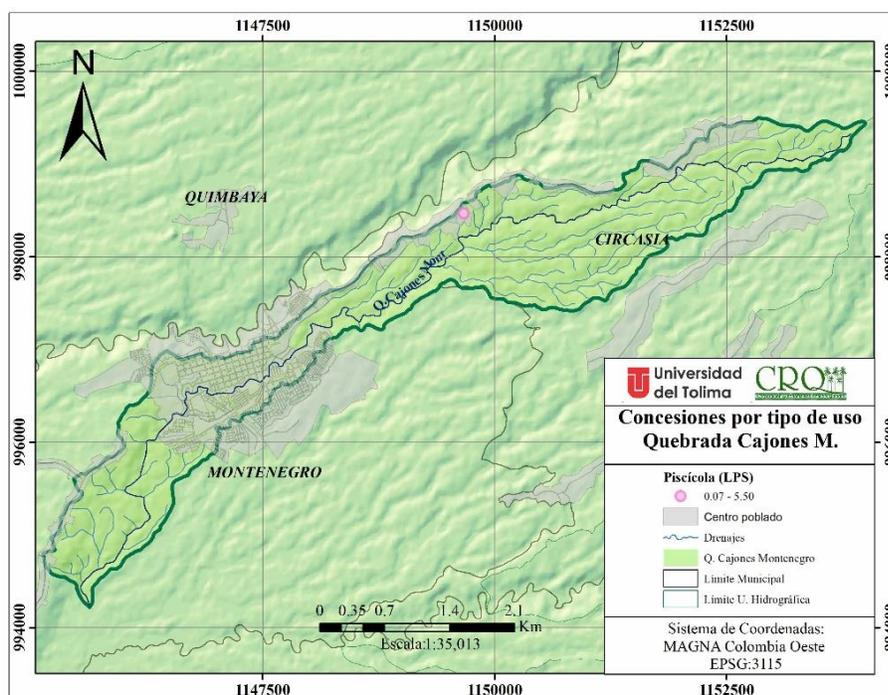 1147500 1150000 1152500
1000000 1000000
N
QUIMBAYA
998000 998000
CIRCASIA
Q. Cajones Mont
996000
MONTENEGRO
994000
0 0.35 0.7 1.4 2.1
Km
Escala:1:35,013
Universidad
del Tolima
CRQ
Concesiones por tipo de uso
Quebrada Cajones M.
Piscícola (LPS)
0.07 - 5.50
Centro poblado
Drenajes
Q. Cajones Montenegro
Limite Municipal
Limite U. Hidrográfica
Sistema de Coordenadas:
MAGNA Colombia Oeste
EPSG:3115
1147500 1150000 1152500